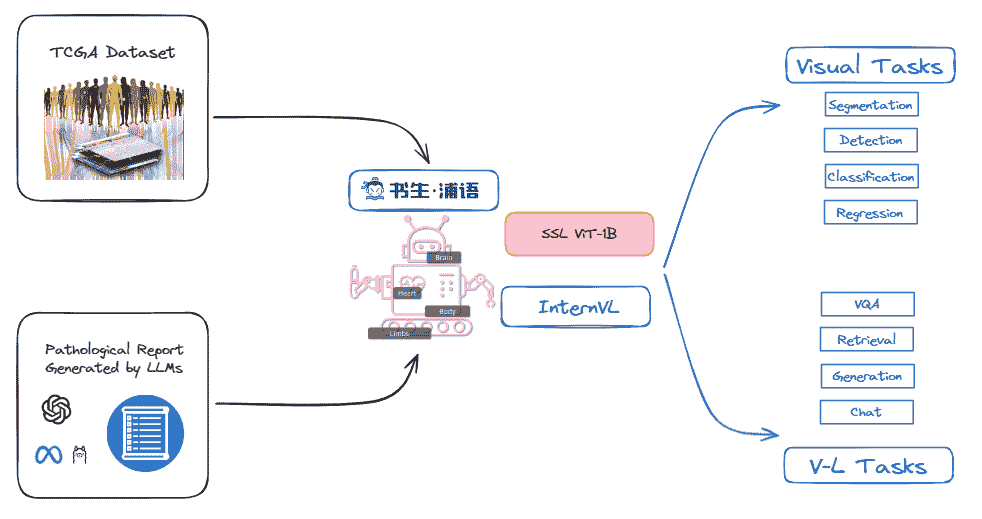 TCGA Dataset
Pathological Report
Generated by LLMs
书生·浦语
Brain
Heart
Body
Limbs
SSL ViT-1B
InternVL
Visual Tasks
Segmentation
Detection
Classification
Regression
VQA
Retrieval
Generation
Chat
V-L Tasks